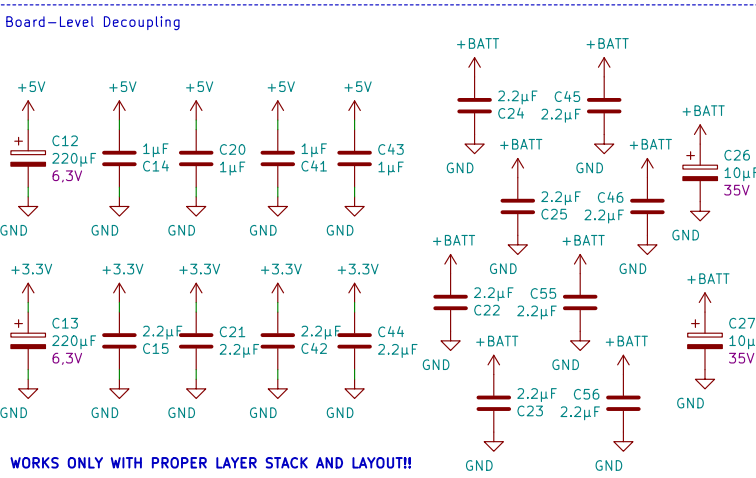 Board-Level Decoupling
+BATT +BATT
+5V +5V +5V +5V +5V
2.2µF C45
C24 2.2µF
+BATT
C12 1µF C20 1µF C43
220µF C14 1µF C41 1µF
6,3V
+BATT +BATT
C26
10µF
35V
GND GND
2.2µF C46
C25 2.2µF
GND GND GND GND GND
GND
+BATT +BATT
GND GND
+3.3V +3.3V +3.3V +3.3V +3.3V
+BATT
2.2µF C55
C22 2.2µF
C13 2.2µF C21 2.2µF C44
220µF C15 2.2µF C42 2.2µF
6,3V
+BATT +BATT
C27
10µ
35V
GND GND
2.2µF C56
C23 2.2µF
GND GND GND GND GND
GND
WORKS ONLY WITH PROPER LAYER STACK AND LAYOUT!!
GND GND